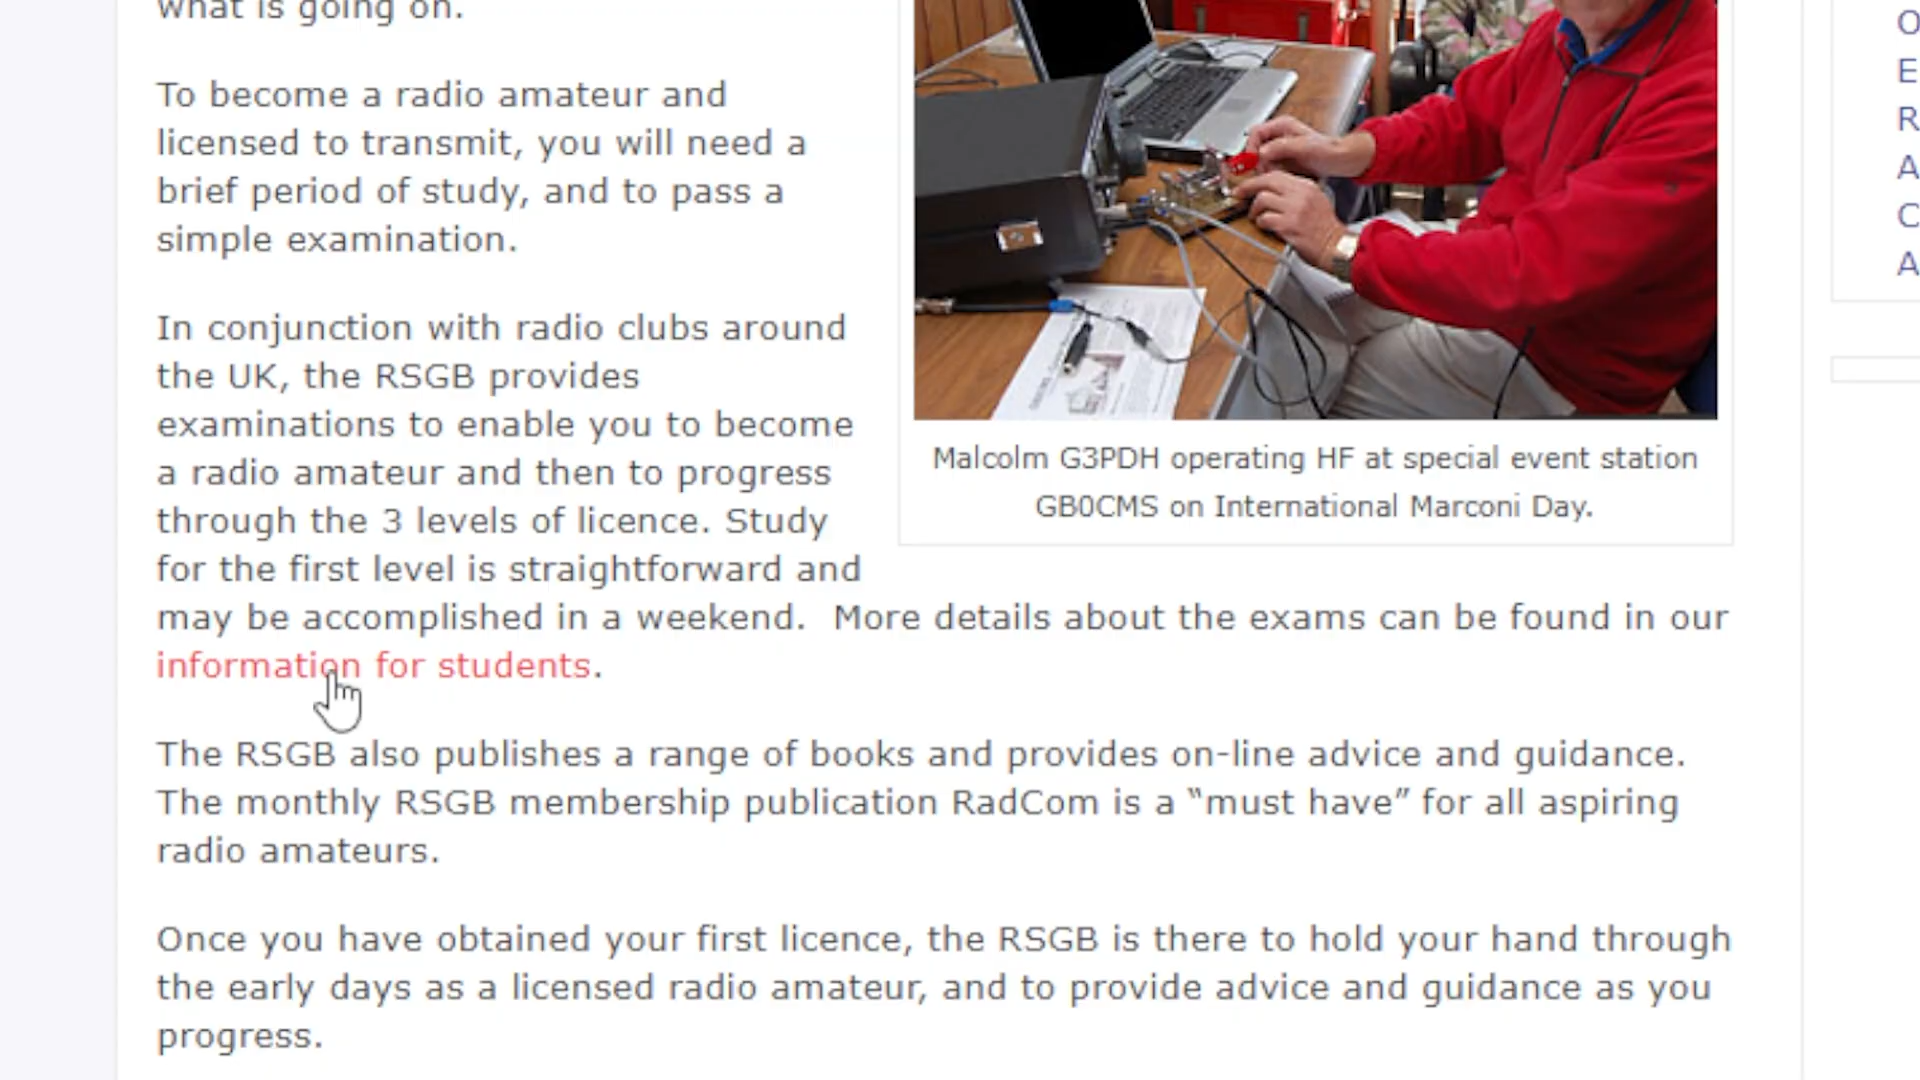 what is going on.
To become a radio amateur and
licensed to transmit, you will need a
brief period of study, and to pass a
simple examination.
In conjunction with radio clubs around
the UK, the RSGB provides
examinations to enable you to become
a radio amateur and then to progress
through the 3 levels of licence. Study
for the first level is straightforward and
may be accomplished in a weekend.  More details about the exams can be found in our
information for students.
The RSGB also publishes a range of books and provides on-line advice and guidance.
The monthly RSGB membership publication RadCom is a “must have” for all aspiring
radio amateurs.
Once you have obtained your first licence, the RSGB is there to hold your hand through
the early days as a licensed radio amateur, and to provide advice and guidance as you
progress.
Malcolm G3PDH operating HF at special event station
GB0CMS on International Marconi Day.
O
E
R
A
C
A